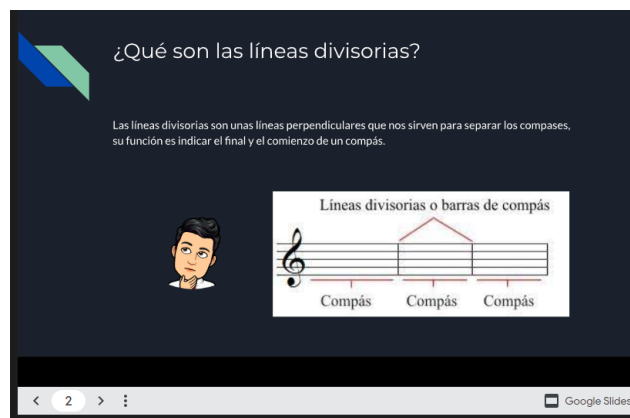 ¿Qué son las líneas divisorias?
Las líneas divisorias son unas líneas perpendiculares que nos sirven para separar los compases,
su función es indicar el final y el comienzo de un compás.
Líneas divisorias o barras de compás
Compás Compás Compás
2 Google Slides